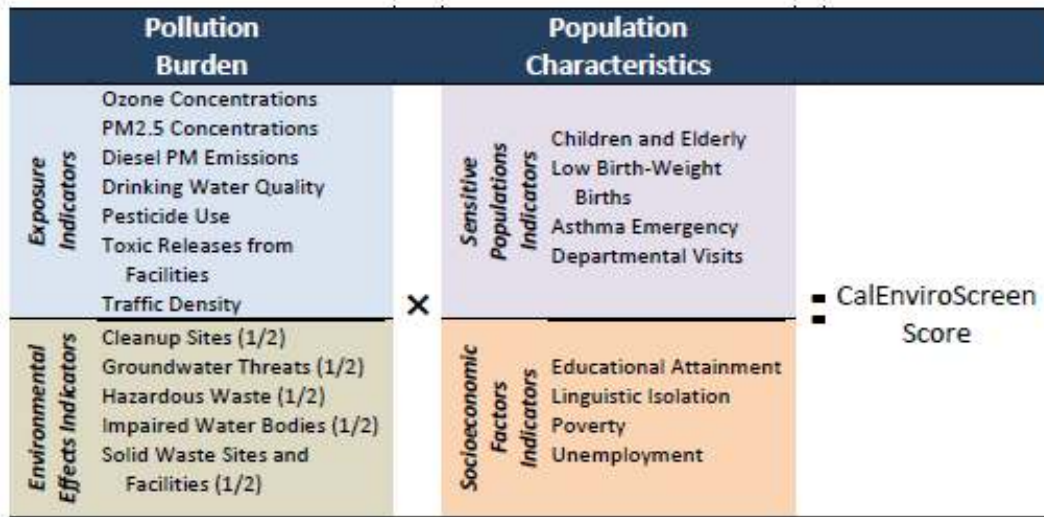 Pollution
Burden
Population
Characteristics
Exposure
Indicators
Ozone Concentrations
PM2.5 Concentrations
Diesel PM Emissions
Drinking Water Quality
Pesticide Use
Toxic Releases from
Facilities
Traffic Density
Environmental
Effects Indicators
Cleanup Sites (1/2)
Groundwater Threats (1/2)
Hazardous Waste (1/2)
Impaired Water Bodies (1/2)
Solid Waste Sites and
Facilities (1/2)
×
Sensitive
Populations
Indicators
Children and Elderly
Low Birth-Weight
Births
Asthma Emergency
Departmental Visits
Socioeconomic
Factors
Indicators
Educational Attainment
Linguistic Isolation
Poverty
Unemployment
=
CalEnviroScreen
Score